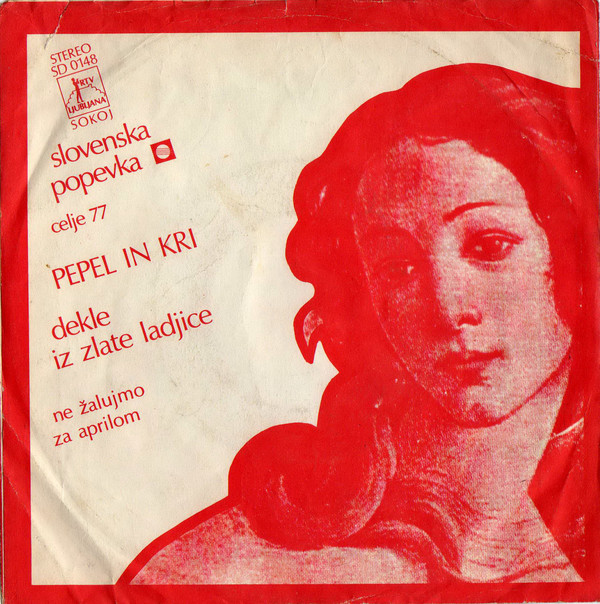 STEREO
SD 0148
RTV
LJUBLJANA
SOKOJ
slovenska
popevka
celje 77
PEPEL IN KRI
dekle
iz zlate ladjice
ne žalujmo
za aprilom